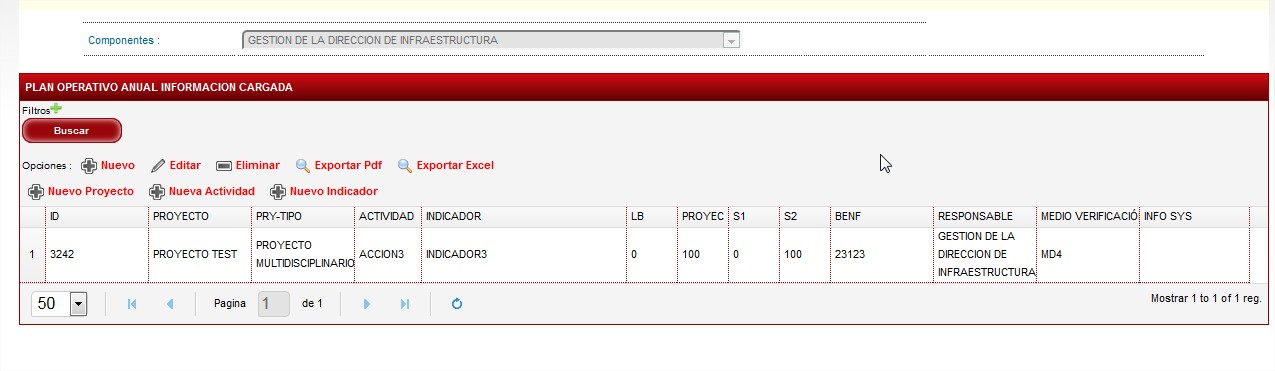 Componentes : GESTION DE LA DIRECCION DE INFRAESTRUCTURA
PLAN OPERATIVO ANUAL INFORMACION CARGADA
Filtros
Buscar
Opciones : Nuevo Editar Eliminar Exportar Pdf Exportar Excel
Nuevo Proyecto Nueva Actividad Nuevo Indicador
ID PROYECTO PRY-TIPO ACTIVIDAD INDICADOR LB PROYEC S1 S2 BENF RESPONSABLE MEDIO VERIFICACIÓ INFO SYS
1 3242 PROYECTO TEST PROYECTO MULTIDISCIPLINARIO ACCION3 INDICADOR3 0 100 0 100 23123 GESTION DE LA DIRECCION DE INFRAESTRUCTURA MD4
50 Pagina 1 de 1 Mostrar 1 to 1 of 1 reg.